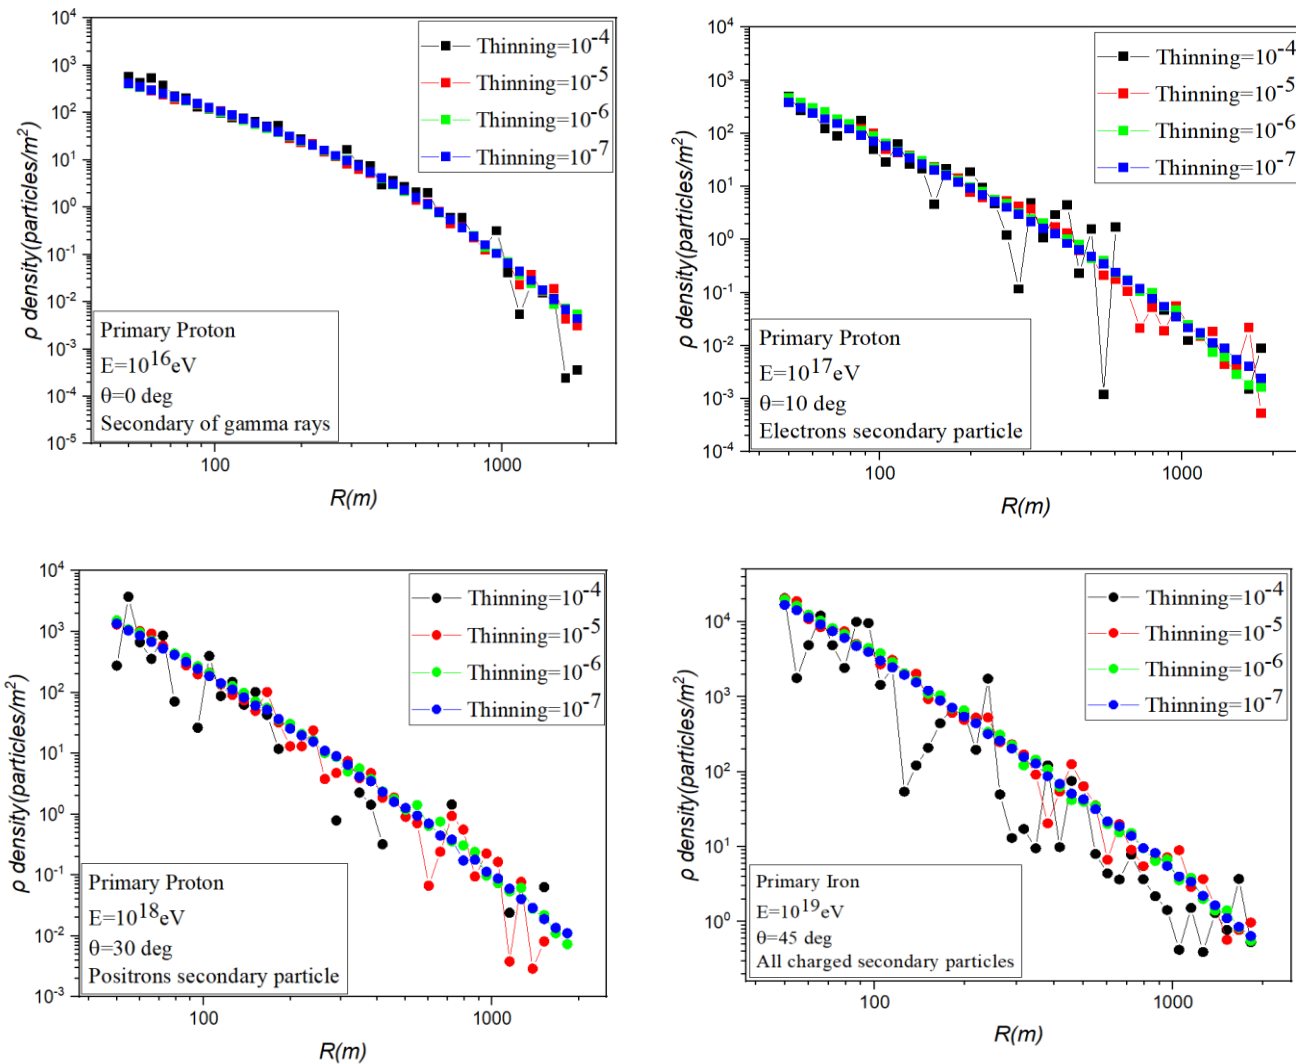 10^4
10^3
10^2
10^1
10^0
10^-1
10^-2
10^-3
10^-4
10^-5
ρ density(particles/m^2)
Thinning=10^-4
Thinning=10^-5
Thinning=10^-6
Thinning=10^-7
Primary Proton
E=10^16eV
θ=0 deg
Secondary of gamma rays
100
1000
R(m)
10^4
10^3
10^2
10^1
10^0
10^-1
10^-2
10^-3
10^-4
ρ density(particles/m^2)
Thinning=10^-4
Thinning=10^-5
Thinning=10^-6
Thinning=10^-7
Primary Proton
E=10^17eV
θ=10 deg
Electrons secondary particle
100
1000
R(m)
10^4
10^3
10^2
10^1
10^0
10^-1
10^-2
10^-3
ρ density(particles/m^2)
Thinning=10^-4
Thinning=10^-5
Thinning=10^-6
Thinning=10^-7
Primary Proton
E=10^18eV
θ=30 deg
Positrons secondary particle
100
1000
R(m)
10^4
10^3
10^2
10^1
10^0
ρ density(particles/m^2)
Thinning=10^-4
Thinning=10^-5
Thinning=10^-6
Thinning=10^-7
Primary Iron
E=10^19eV
θ=45 deg
All charged secondary particles
100
1000
R(m)